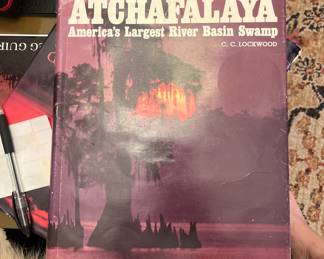 ATCHAFALAYA
America's Largest River Basin Swamp
C. C. LOCKWOOD